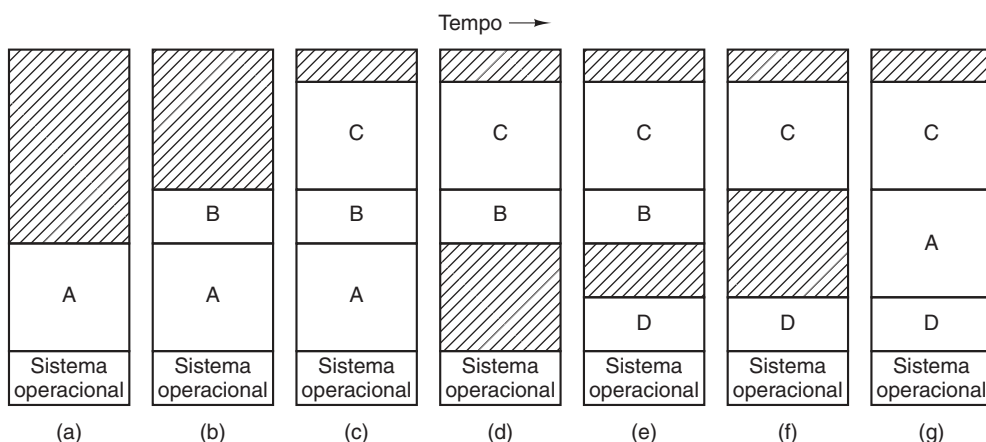 Tempo
C C C C C
B B B B
A
A A A
D D D
Sistema operacional Sistema operacional Sistema operacional Sistema operacional Sistema operacional Sistema operacional Sistema operacional
(a) (b) (c) (d) (e) (f) (g)